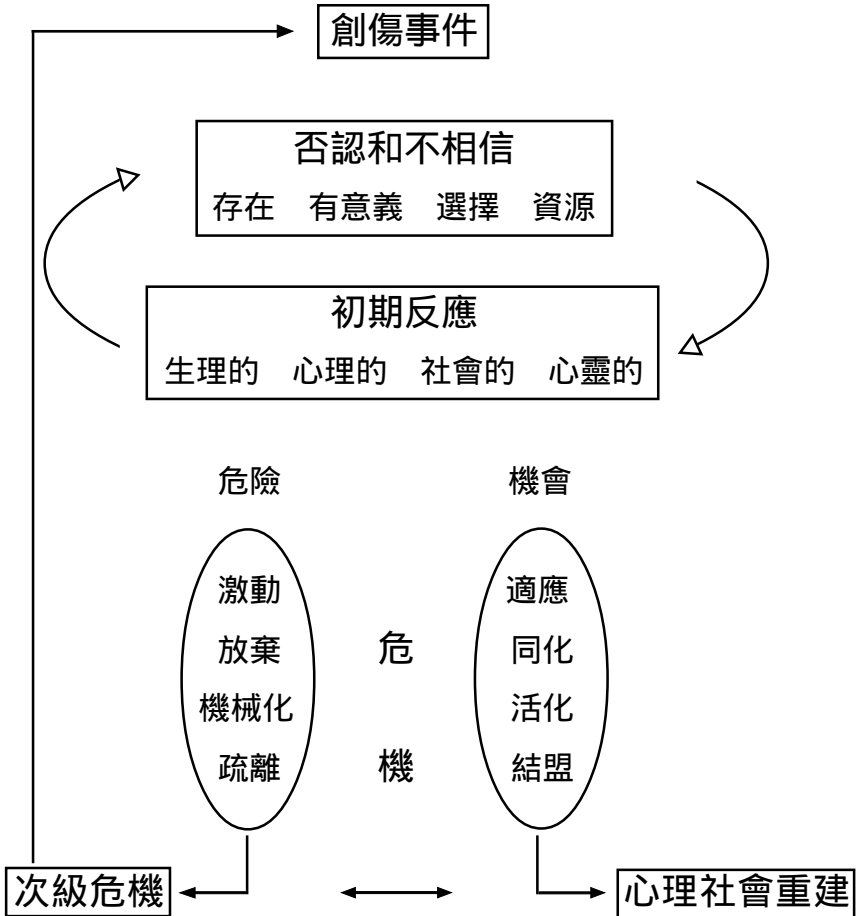 創傷事件
否認和不相信
存在 有意義 選擇 資源
初期反應
生理的 心理的 社會的 心靈的
危險 機會
激動 適應
放棄 危 同化
機械化 活化
疏離 機 結盟
次級危機 心理社會重建